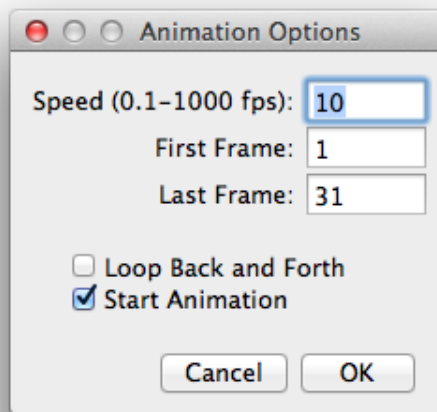 Animation Options
Speed (0.1-1000 fps): 10
First Frame: 1
Last Frame: 31
Loop Back and Forth
Start Animation
Cancel OK